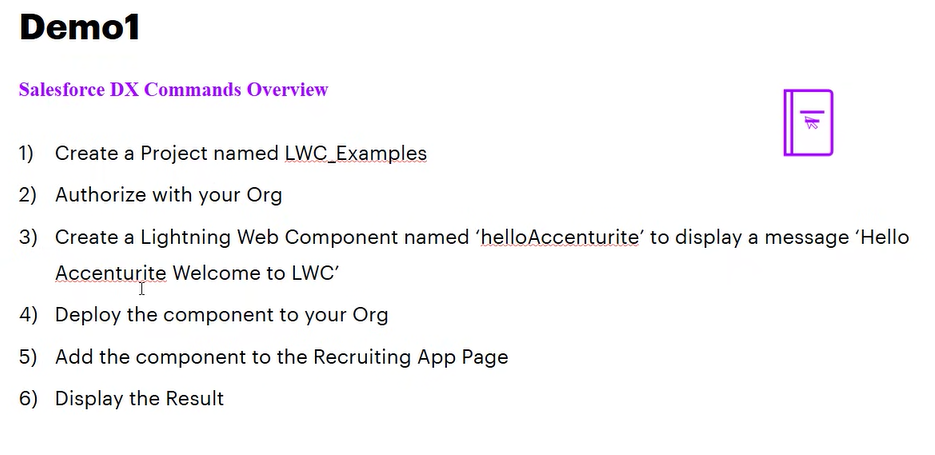 Demo1
Salesforce DX Commands Overview
1) Create a Project named LWC_Examples
2) Authorize with your Org
3) Create a Lightning Web Component named ‘helloAccenturite’ to display a message ‘Hello
Accenturite Welcome to LWC’
4) Deploy the component to your Org
5) Add the component to the Recruiting App Page
6) Display the Result